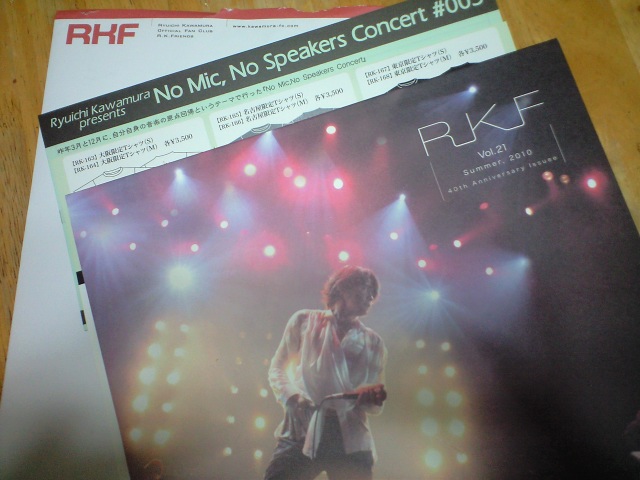 RKF
RYUICHI KAWAMURA
OFFICIAL FAN CLUB
R.K.FRIENDS
www.kawamura-fc.com
Ryuichi Kawamura
presents
No Mic, No Speakers Concert #005
昨年3月と12月に、自分自身の音楽の原点回帰というテーマで行った『No Mic,No Speakers Concert』
【RK-163】大阪限定Tシャツ(S)
【RK-164】大阪限定Tシャツ(M) 各¥3,500
【RK-165】名古屋限定Tシャツ(S)
【RK-166】名古屋限定Tシャツ(M) 各¥3,500
【RK-167】東京限定Tシャツ(S)
【RK-168】東京限定Tシャツ(M) 各¥3,500
RKF
Vol.21
Summer, 2010
40th Anniversary Issues